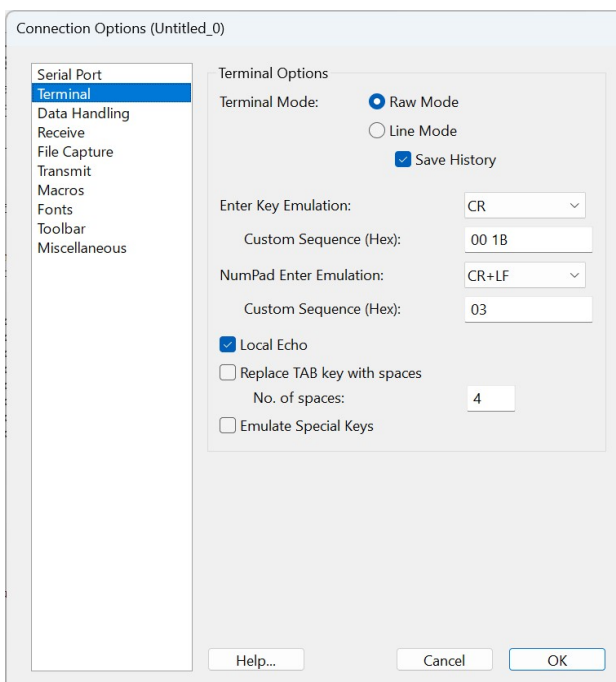 Connection Options (Untitled_0)
Serial Port
Terminal
Data Handling
Receive
File Capture
Transmit
Macros
Fonts
Toolbar
Miscellaneous
Terminal Options
Terminal Mode: Raw Mode
Line Mode
Save History
Enter Key Emulation: CR
Custom Sequence (Hex): 00 1B
NumPad Enter Emulation: CR+LF
Custom Sequence (Hex): 03
Local Echo
Replace TAB key with spaces
No. of spaces: 4
Emulate Special Keys
Help... Cancel OK